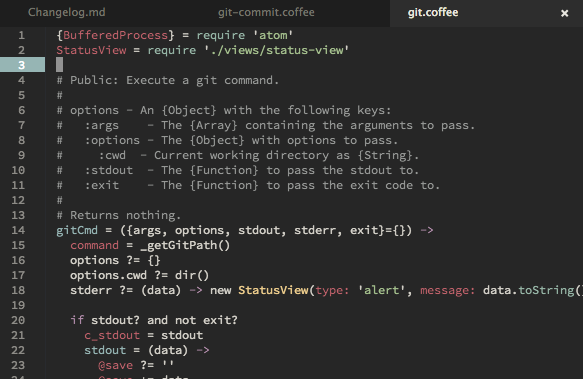 Changelog.md git-commit.coffee git.coffee ×
1 {BufferedProcess} = require 'atom'
2 StatusView = require './views/status-view'
3
4 # Public: Execute a git command.
5 #
6 # options - An {Object} with the following keys:
7 #   :args    - The {Array} containing the arguments to pass.
8 #   :options - The {Object} with options to pass.
9 #     :cwd  - Current working directory as {String}.
10 #   :stdout  - The {Function} to pass the stdout to.
11 #   :exit    - The {Function} to pass the exit code to.
12 #
13 # Returns nothing.
14 gitCmd = ({args, options, stdout, stderr, exit}={}) ->
15   command = _getGitPath()
16   options ?= {}
17   options.cwd ?= dir()
18   stderr ?= (data) -> new StatusView(type: 'alert', message: data.toString(
19
20   if stdout? and not exit?
21     c_stdout = stdout
22     stdout = (data) ->
23       @save ?= ''